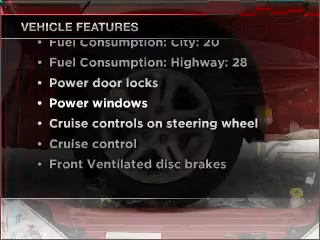 VEHICLE FEATURES
• Fuel Consumption: City: 20
• Fuel Consumption: Highway: 28
• Power door locks
• Power windows
• Cruise controls on steering wheel
• Cruise control
• Front Ventilated disc brakes